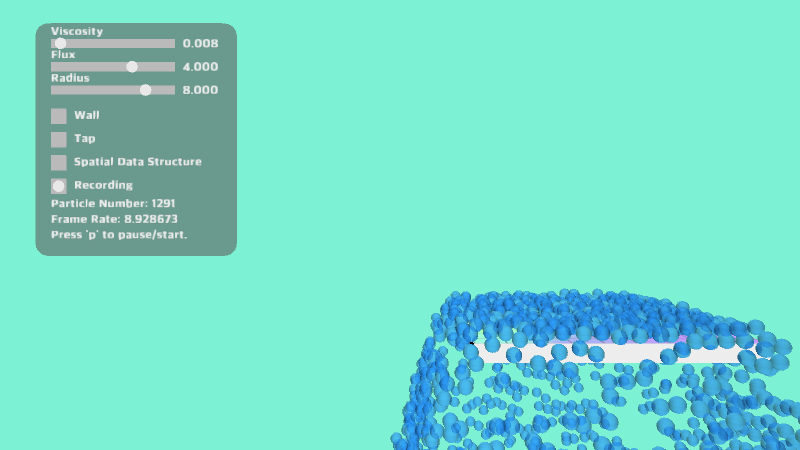 Viscosity
0.008
Flux
4.000
Radius
8.000
Wall
Tap
Spatial Data Structure
Recording
Particle Number: 1291
Frame Rate: 8.928673
Press 'p' to pause/start.